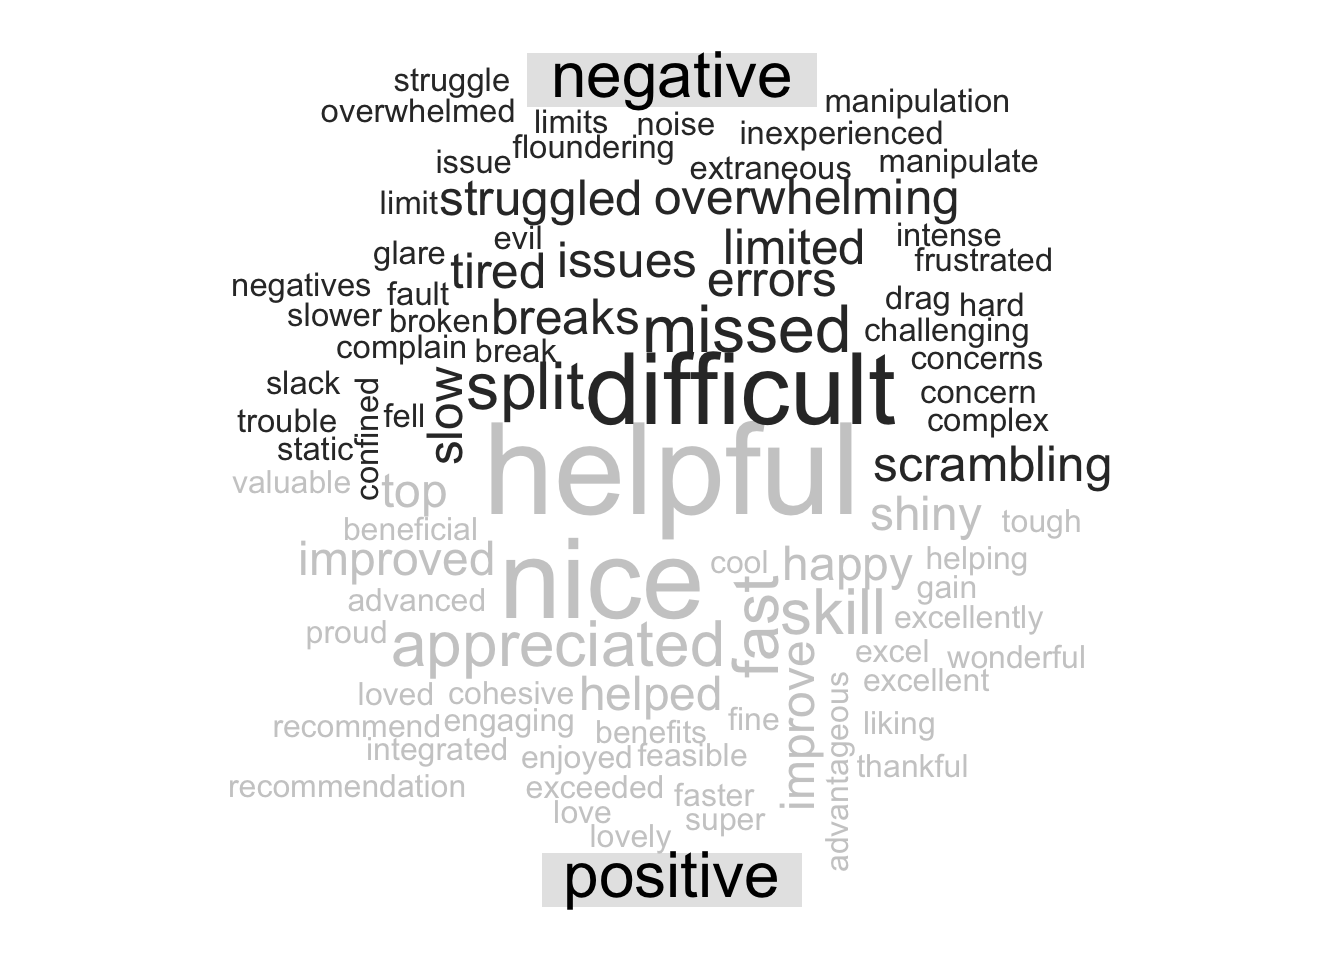 negative
struggle
manipulation
overwhelmed
limits
noise
inexperienced
floundering
issue
extraneous
manipulate
limit
struggled
overwhelming
evil
intense
glare
tired
issues
limited
frustrated
negatives
fault
errors
drag
hard
slower
broken
breaks
missed
challenging
complain
break
concerns
slack
confined
slow
split
difficult
concern
trouble
fell
complex
static
helpful
scrambling
valuable
top
shiny
tough
beneficial
improved
nice
cool
happy
helping
advanced
fast
skill
gain
excellently
proud
appreciated
improve
excel
wonderful
loved
cohesive
helped
advantageous
excellent
recommend
engaging
benefits
fine
liking
integrated
enjoyed
feasible
thankful
recommendation
exceeded
faster
love
super
lovely
positive